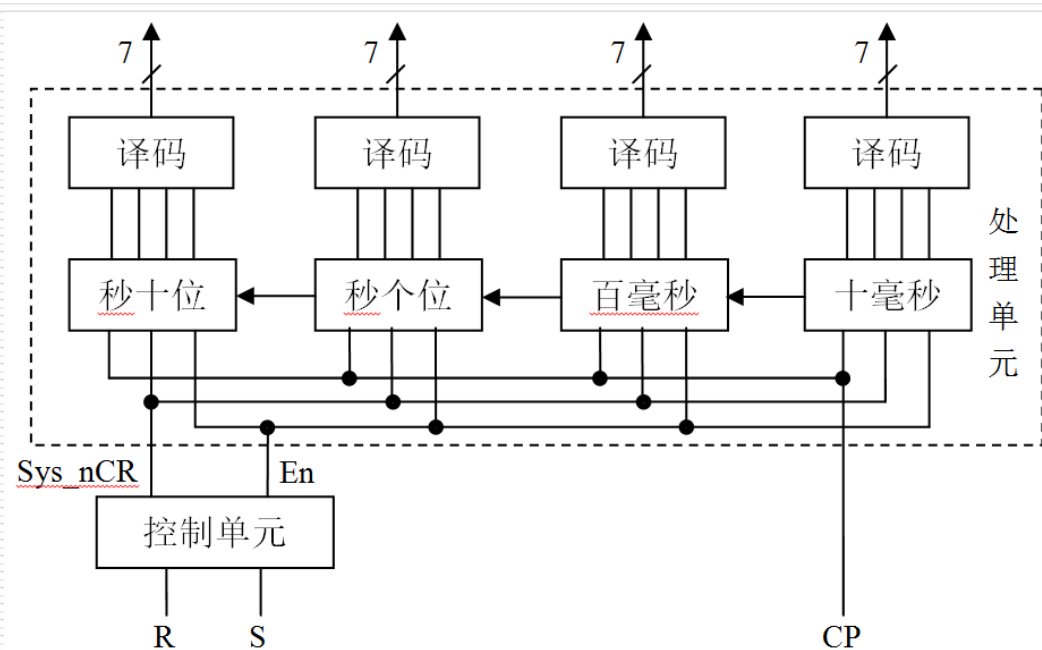 7 7 7 7
译码 译码 译码 译码
处理单元
秒十位 秒个位 百毫秒 十毫秒
Sys_nCR En
控制单元
R S CP